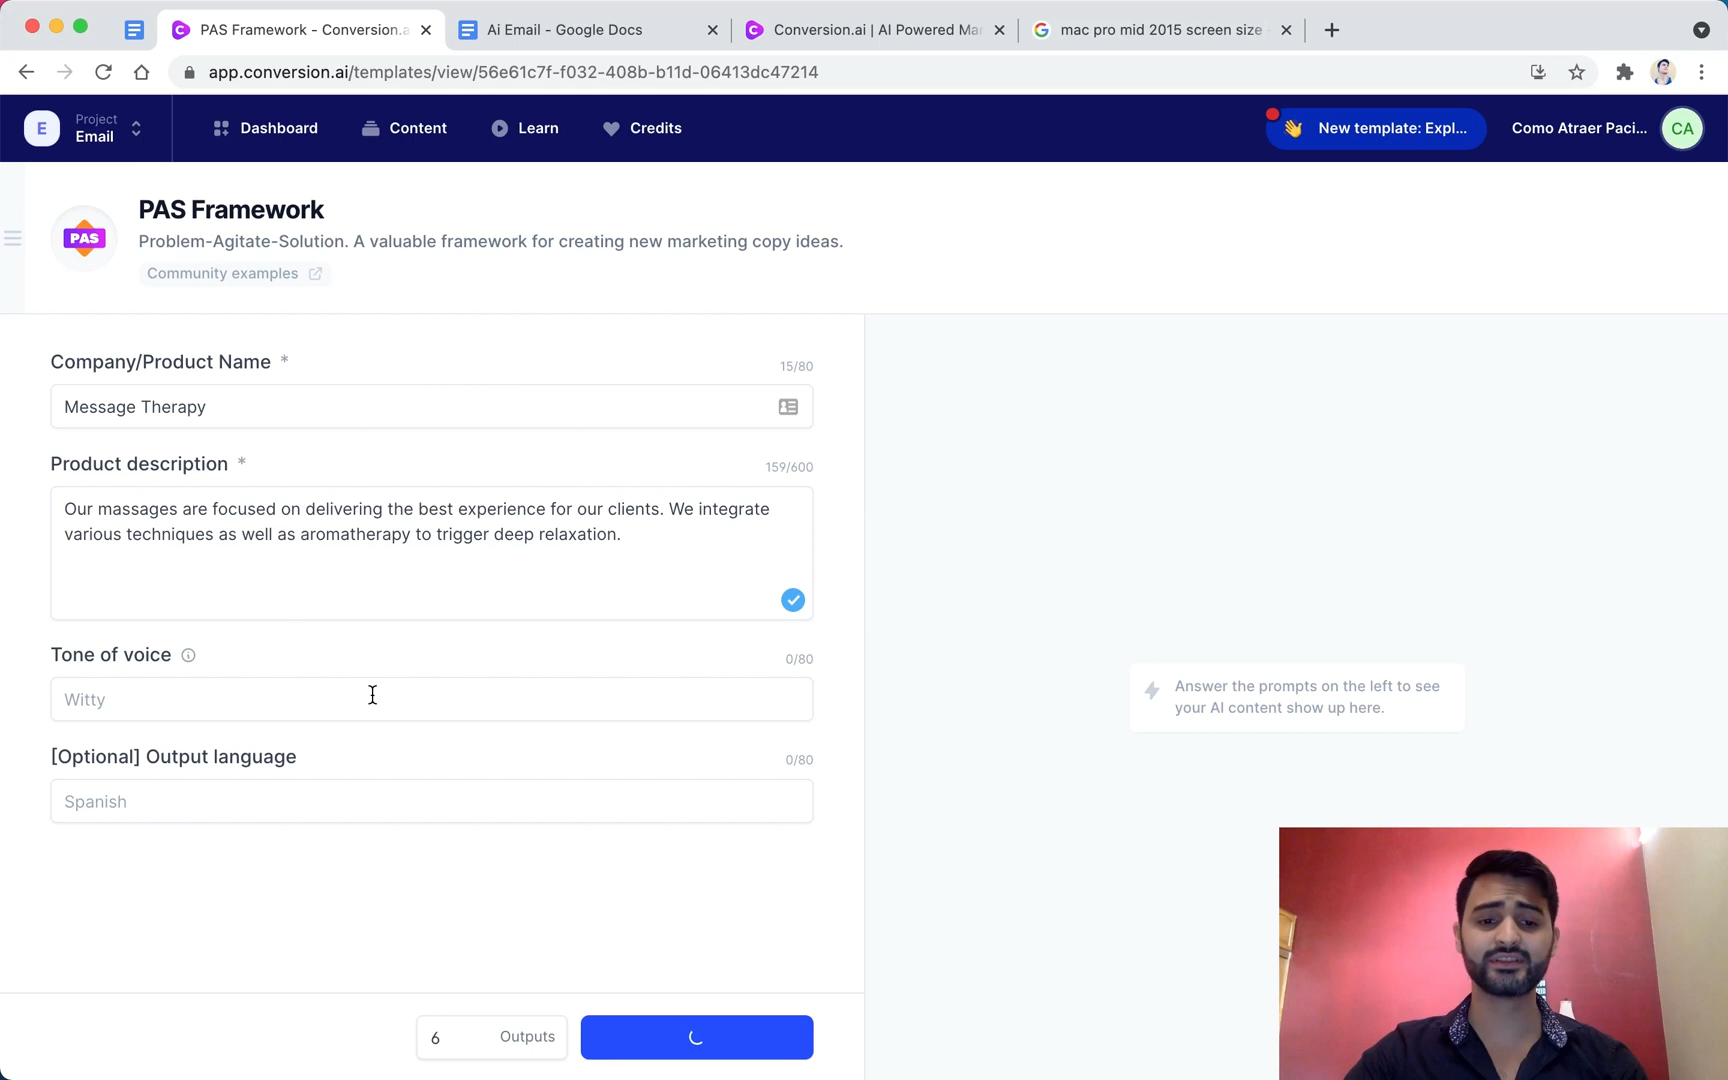 PAS Framework - Conversion.a
Ai Email - Google Docs
Conversion.ai | AI Powered Mar
mac pro mid 2015 screen size
app.conversion.ai/templates/view/56e61c7f-f032-408b-b11d-06413dc47214
E
Project
Email
Dashboard
Content
Learn
Credits
New template: Expl...
Como Atraer Paci...
CA
PAS
PAS Framework
Problem-Agitate-Solution. A valuable framework for creating new marketing copy ideas.
Community examples
Company/Product Name *
15/80
Message Therapy
Product description *
159/600
Our massages are focused on delivering the best experience for our clients. We integrate
various techniques as well as aromatherapy to trigger deep relaxation.
Tone of voice
0/80
Witty
[Optional] Output language
0/80
Spanish
Answer the prompts on the left to see
your AI content show up here.
6 Outputs